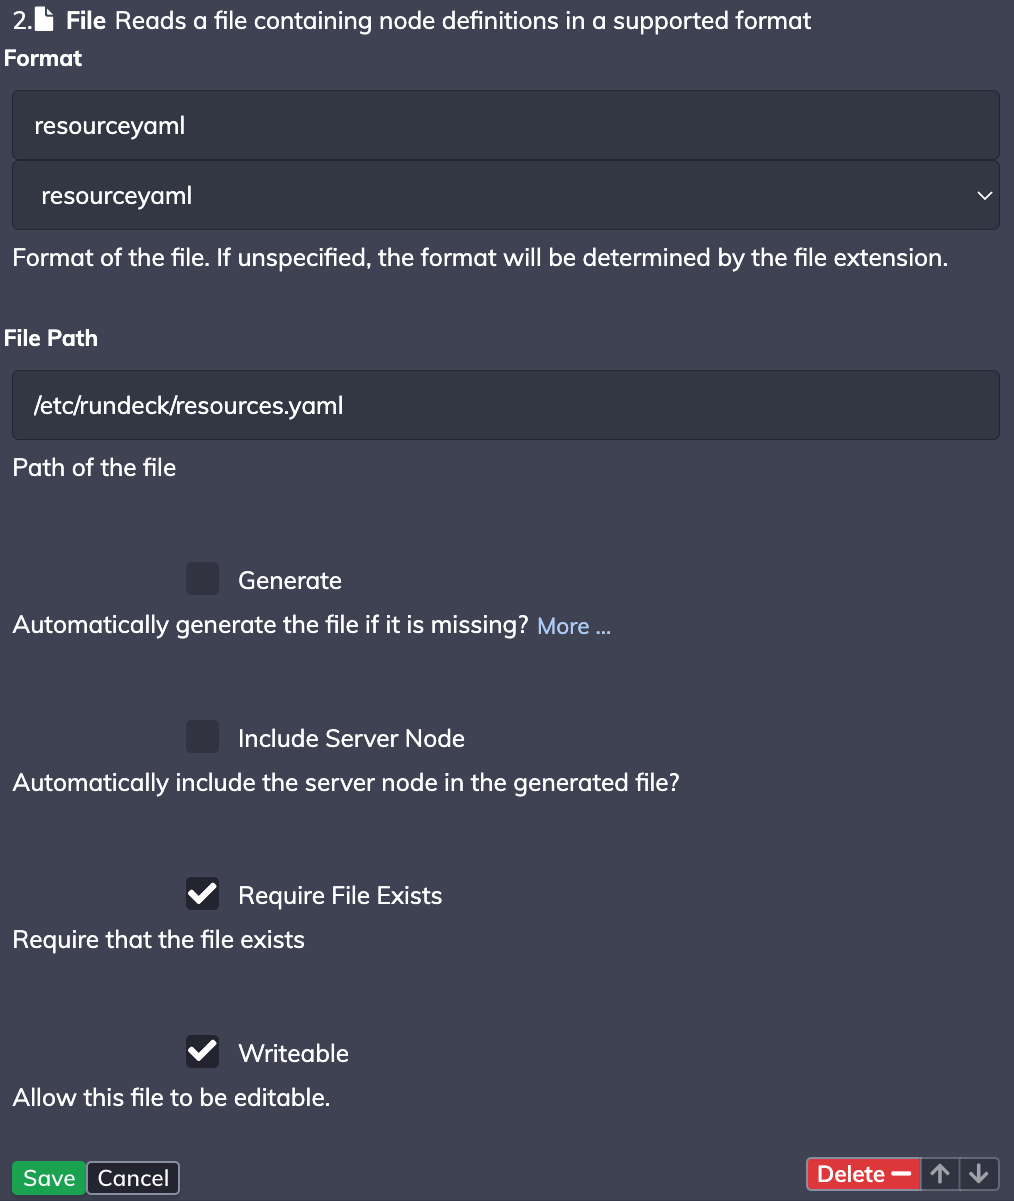 2. File Reads a file containing node definitions in a supported format
Format
resourceyaml
resourceyaml
Format of the file. If unspecified, the format will be determined by the file extension.
File Path
/etc/rundeck/resources.yaml
Path of the file
Generate
Automatically generate the file if it is missing? More ...
Include Server Node
Automatically include the server node in the generated file?
Require File Exists
Require that the file exists
Writeable
Allow this file to be editable.
Save Cancel Delete